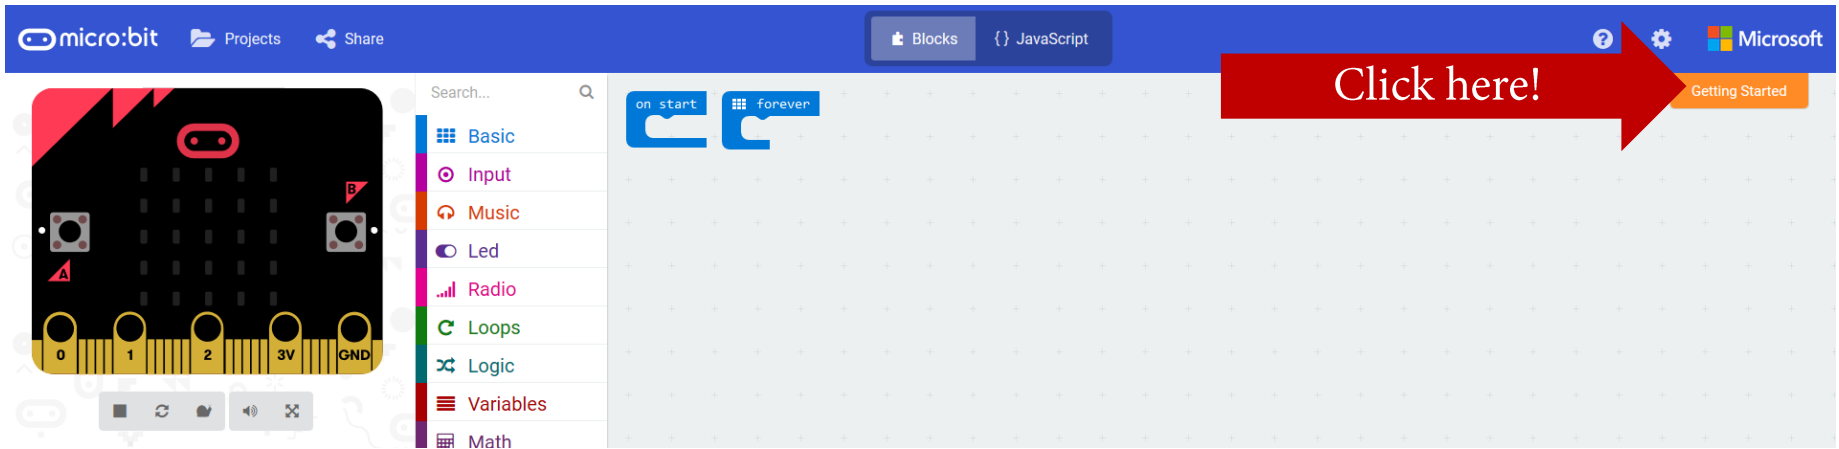 micro:bit
Projects
Share
Blocks
{} JavaScript
?
Microsoft
Click here!
Getting Started
Search...
on start
forever
Basic
Input
Music
Led
Radio
Loops
Logic
Variables
Math
B
A
0
1
2
3V
GND